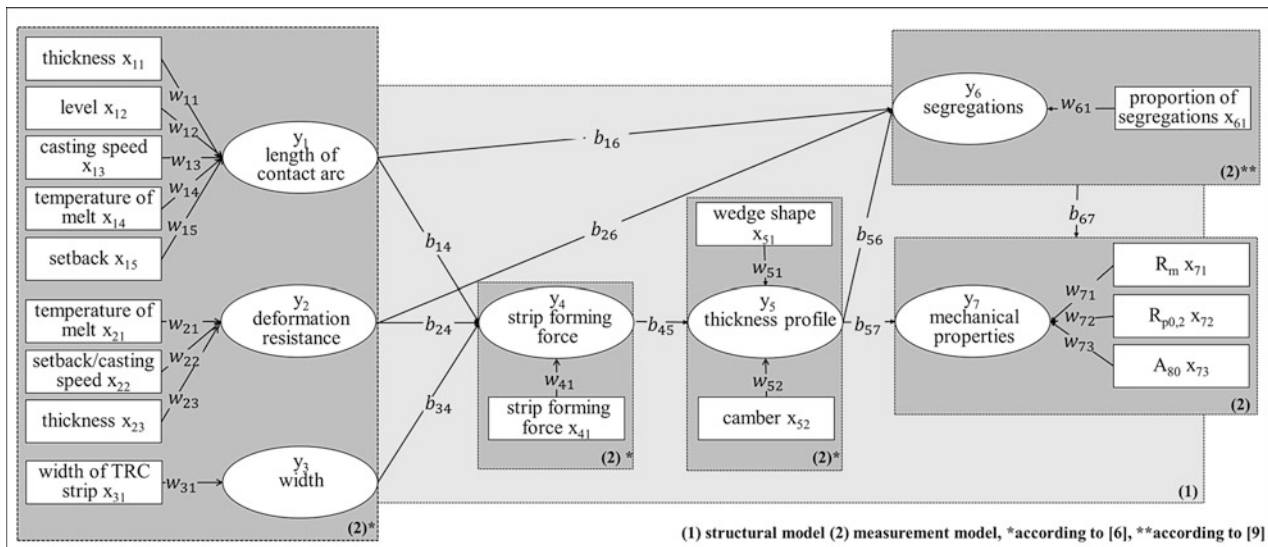 thickness x₁₁
level x₁₂
casting speed
x₁₃
temperature of
melt x₁₄
setback x₁₅
w₁₁
w₁₂
w₁₃
w₁₄
w₁₅
y₁
length of
contact arc
temperature of
melt x₂₁
setback/casting
speed x₂₂
thickness x₂₃
w₂₁
w₂₂
w₂₃
y₂
deformation
resistance
width of TRC
strip x₃₁
w₃₁
y₃
width
(2)*
b₁₆
b₂₆
b₁₄
b₂₄
b₃₄
y₄
strip forming
force
w₄₁
strip forming
force x₄₁
(2) *
b₄₅
wedge shape
x₅₁
w₅₁
y₅
thickness profile
w₅₂
camber x₅₂
(2)*
b₅₆
b₅₇
y₆
segregations
w₆₁
proportion of
segregations x₆₁
(2)**
b₆₇
y₇
mechanical
properties
w₇₁
w₇₂
w₇₃
Rₘ x₇₁
Rp0,2 x₇₂
A₈₀ x₇₃
(2)
(1)
(1) structural model (2) measurement model, *according to [6], **according to [9]